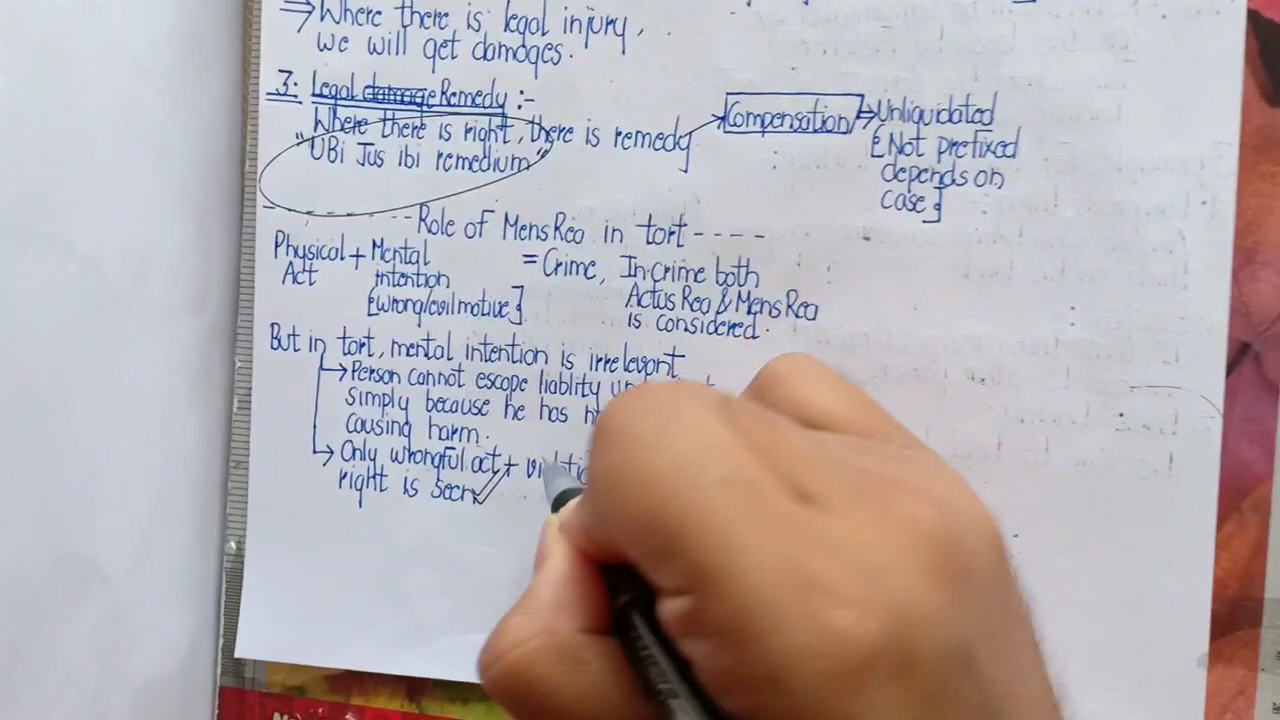 ⇒ Where there is legal injury,
we will get damages.
3: Legal damage Remedy :-
Where there is right, there is remedy → Compensation ⇒ Unliquidated
[Not prefixed
depends on
case]
"UBi Jus ibi remedium"
---- Role of Mens Rea in tort ----
Physical + Mental = Crime, In crime both
Act intention Actus Rea & Mens Rea
[Wrong/evil motive]. is considered.
But in tort, mental intention is irrelevant
→ Person cannot escape liablity
simply because he has
causing harm.
→ Only wrongful act +
right is seen